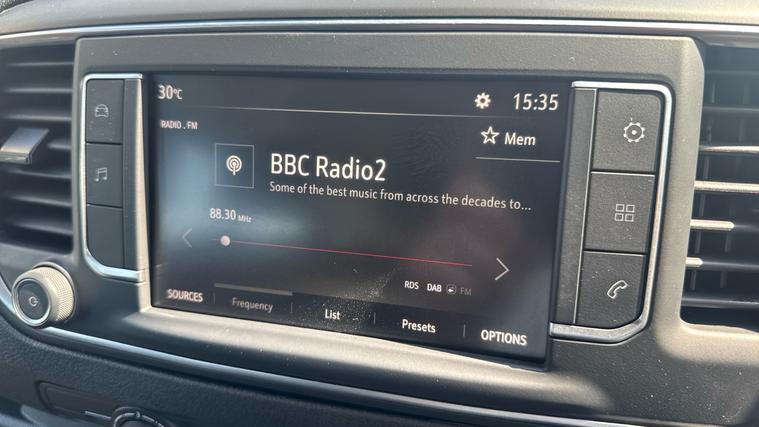 30°C
15:35
RADIO . FM
Mem
BBC Radio2
Some of the best music from across the decades to...
88.30 MHz
RDS DAB FM
SOURCES
Frequency
List
Presets
OPTIONS